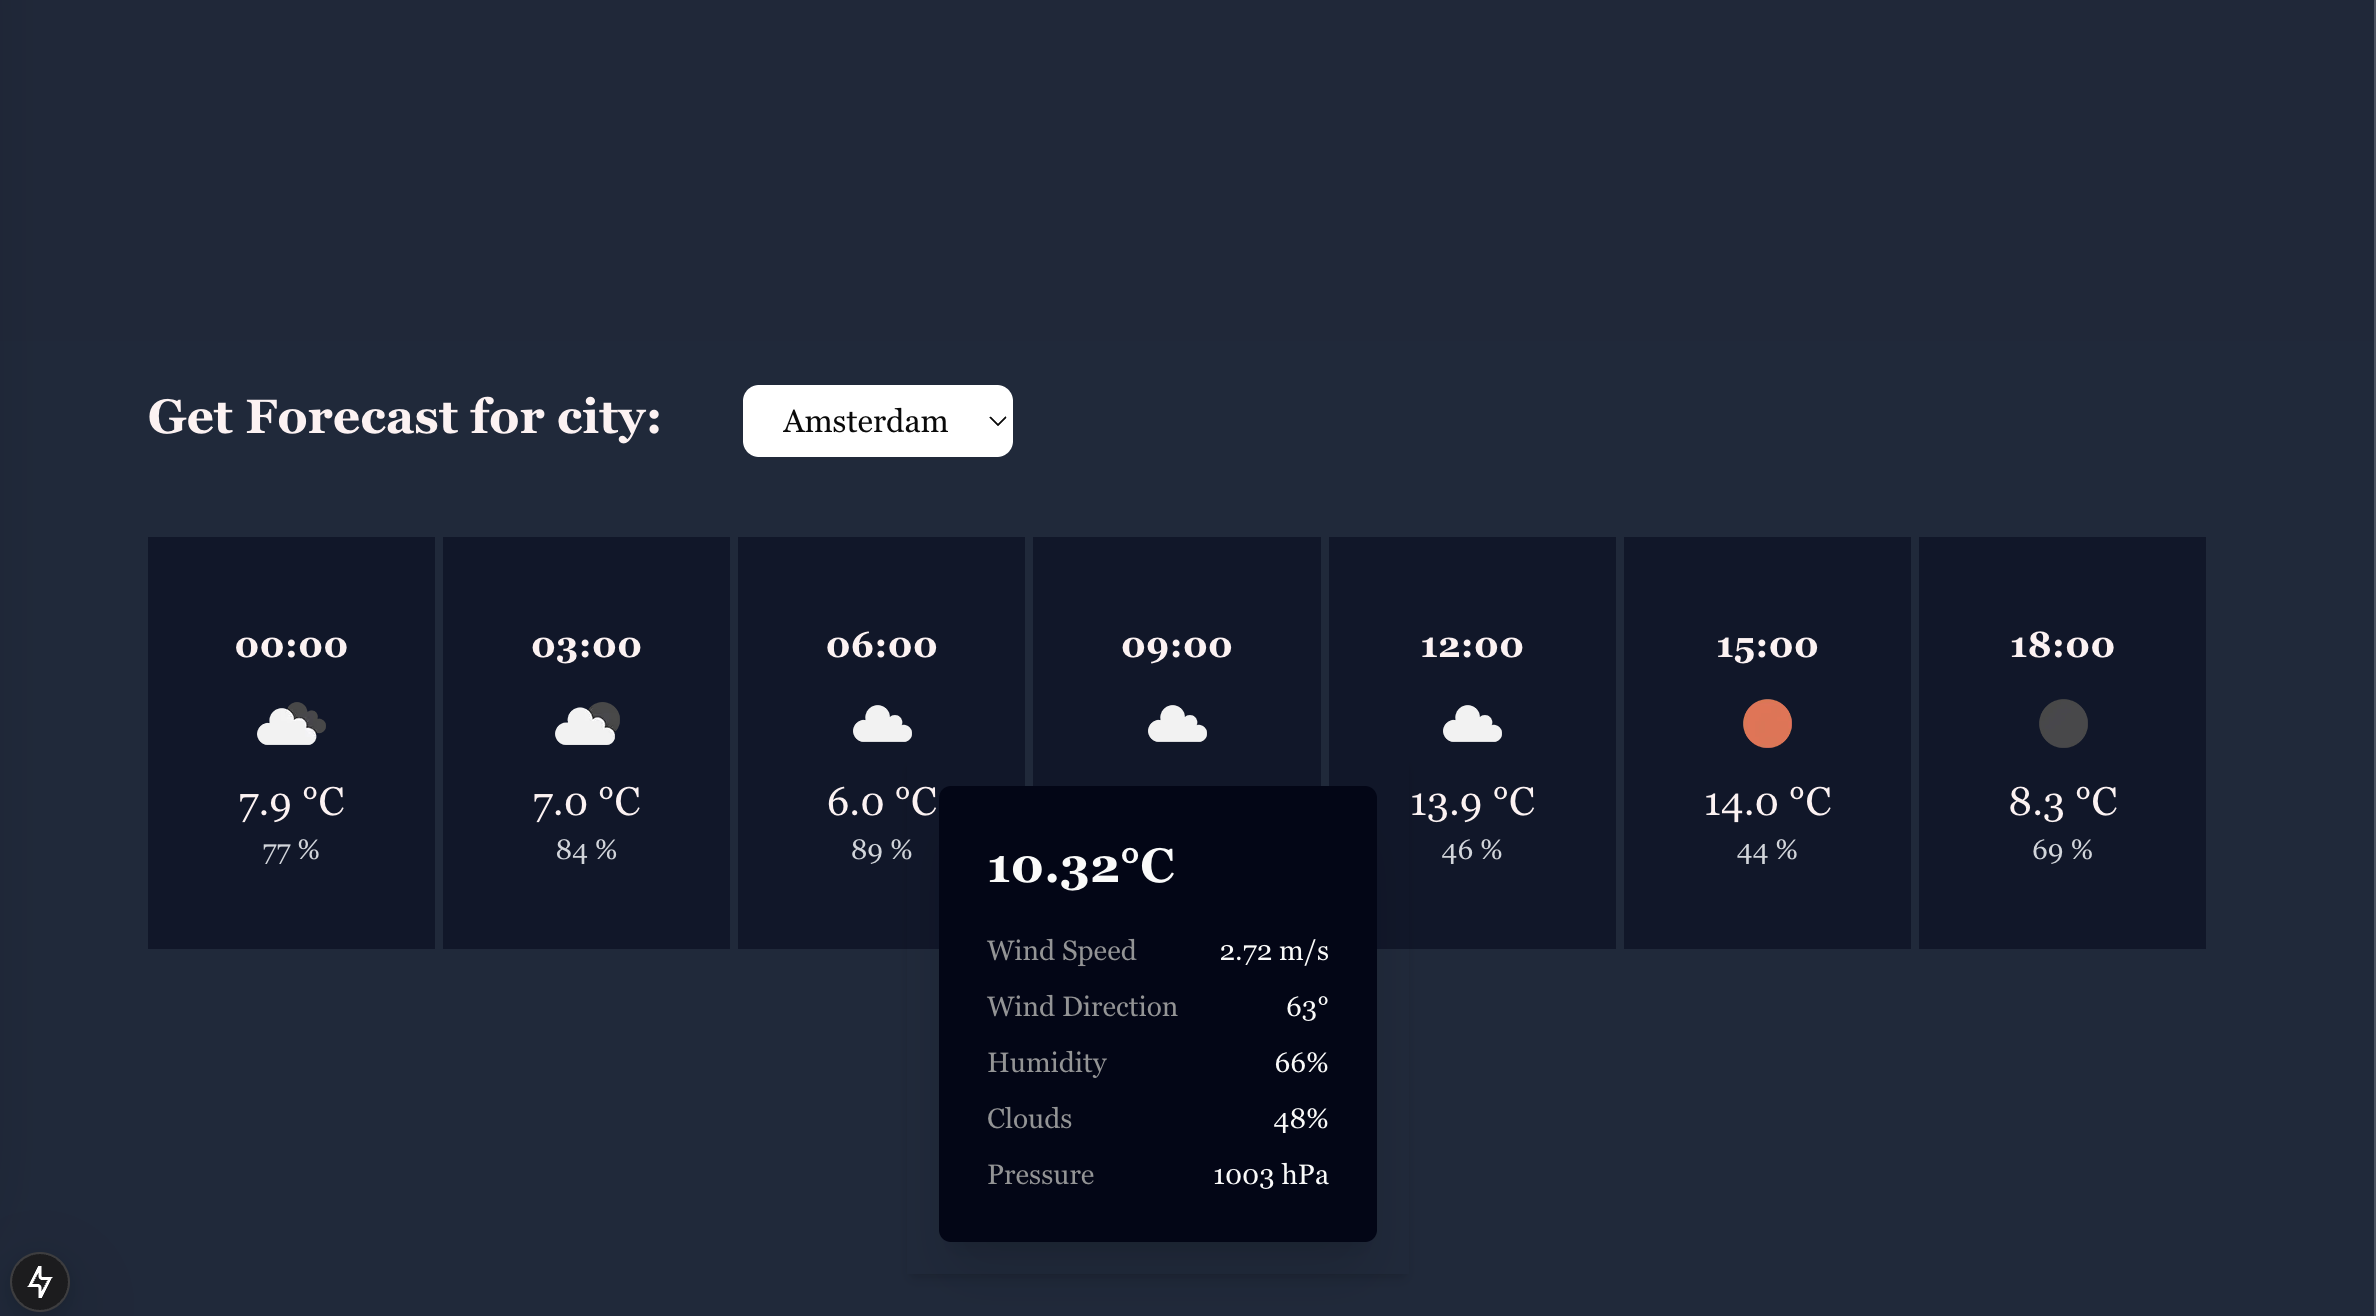 Get Forecast for city: Amsterdam
00:00 03:00 06:00 09:00 12:00 15:00 18:00
7.9 °C 7.0 °C 6.0 °C 13.9 °C 14.0 °C 8.3 °C
77 % 84 % 89 % 46 % 44 % 69 %
10.32°C
Wind Speed 2.72 m/s
Wind Direction 63°
Humidity 66%
Clouds 48%
Pressure 1003 hPa